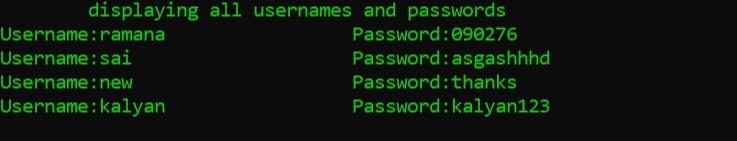 displaying all usernames and passwords
Username:ramana Password:090276
Username:sai Password:asgashhhd
Username:new Password:thanks
Username:kalyan Password:kalyan123